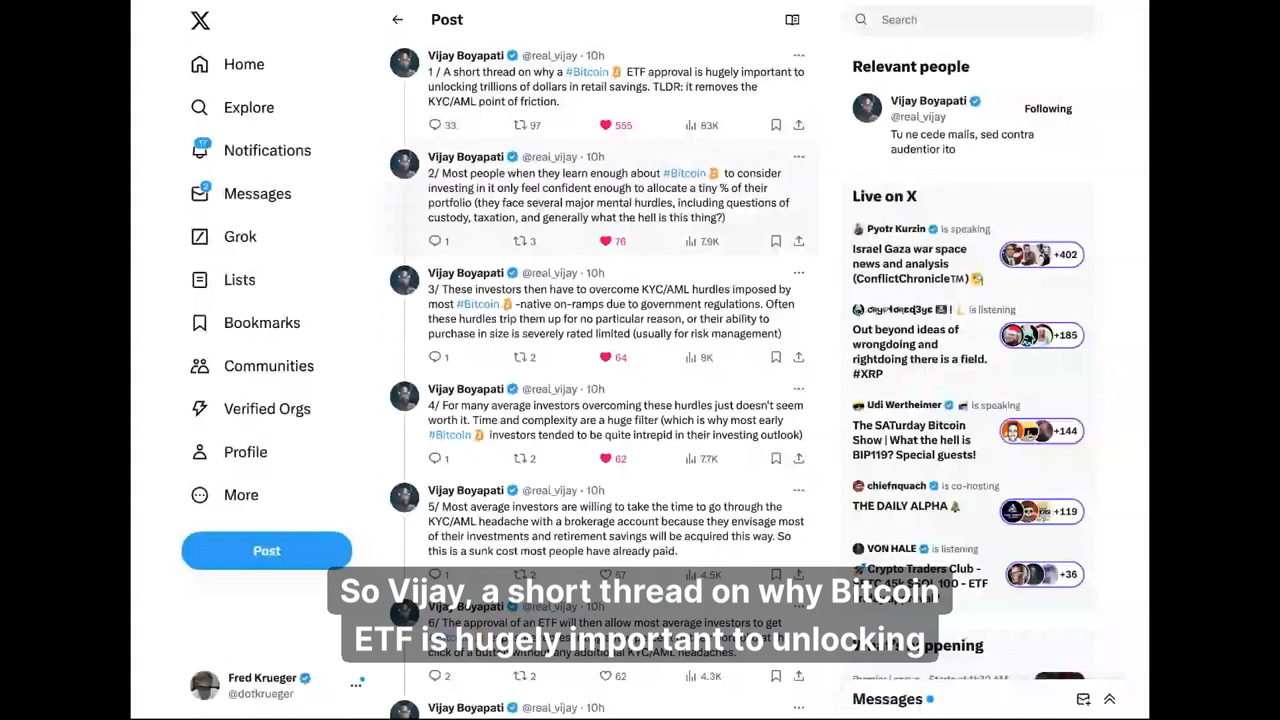 X
Home
Explore
17
Notifications
2
Messages
Grok
Lists
Bookmarks
Communities
Verified Orgs
Profile
More
Post
Fred Krueger
@dotkrueger
Post
Vijay Boyapati @real_vijay · 10h
1 / A short thread on why a #Bitcoin ETF approval is hugely important to
unlocking trillions of dollars in retail savings. TLDR: it removes the
KYC/AML point of friction.
33 97 555 83K
Vijay Boyapati @real_vijay · 10h
2/ Most people when they learn enough about #Bitcoin to consider
investing in it only feel confident enough to allocate a tiny % of their
portfolio (they face several major mental hurdles, including questions of
custody, taxation, and generally what the hell is this thing?)
1 3 76 7.9K
Vijay Boyapati @real_vijay · 10h
3/ These investors then have to overcome KYC/AML hurdles imposed by
most #Bitcoin -native on-ramps due to government regulations. Often
these hurdles trip them up for no particular reason, or their ability to
purchase in size is severely rated limited (usually for risk management)
1 2 64 8K
Vijay Boyapati @real_vijay · 10h
4/ For many average investors overcoming these hurdles just doesn't seem
worth it. Time and complexity are a huge filter (which is why most early
#Bitcoin investors tended to be quite intrepid in their investing outlook)
1 2 62 7.7K
Vijay Boyapati @real_vijay · 10h
5/ Most average investors are willing to take the time to go through the
KYC/AML headache with a brokerage account because they envisage most
of their investments and retirement savings will be acquired this way. So
this is a sunk cost most people have already paid.
1 2 57 4.5K
Vijay Boyapati @real_vijay · 10h
6/ The approval of an ETF will then allow most average investors to get
click of a button without any additional KYC/AML headaches.
2 2 62 4.3K
Vijay Boyapati @real_vijay · 10h
So Vijay, a short thread on why Bitcoin
ETF is hugely important to unlocking
Search
Relevant people
Vijay Boyapati
@real_vijay
Following
Tu ne cede malis, sed contra
audentior ito
Live on X
Pyotr Kurzin is speaking
Israel Gaza war space
news and analysis
(ConflictChronicle™)
+402
is listening
Out beyond ideas of
wrongdoing and
rightdoing there is a field.
#XRP
+185
Udi Wertheimer is speaking
The SATurday Bitcoin
Show | What the hell is
BIP119? Special guests!
+144
chiefnquach is co-hosting
THE DAILY ALPHA
+119
VON HALE is listening
Crypto Traders Club -
100 - ETF
+36
What's happening
Messages